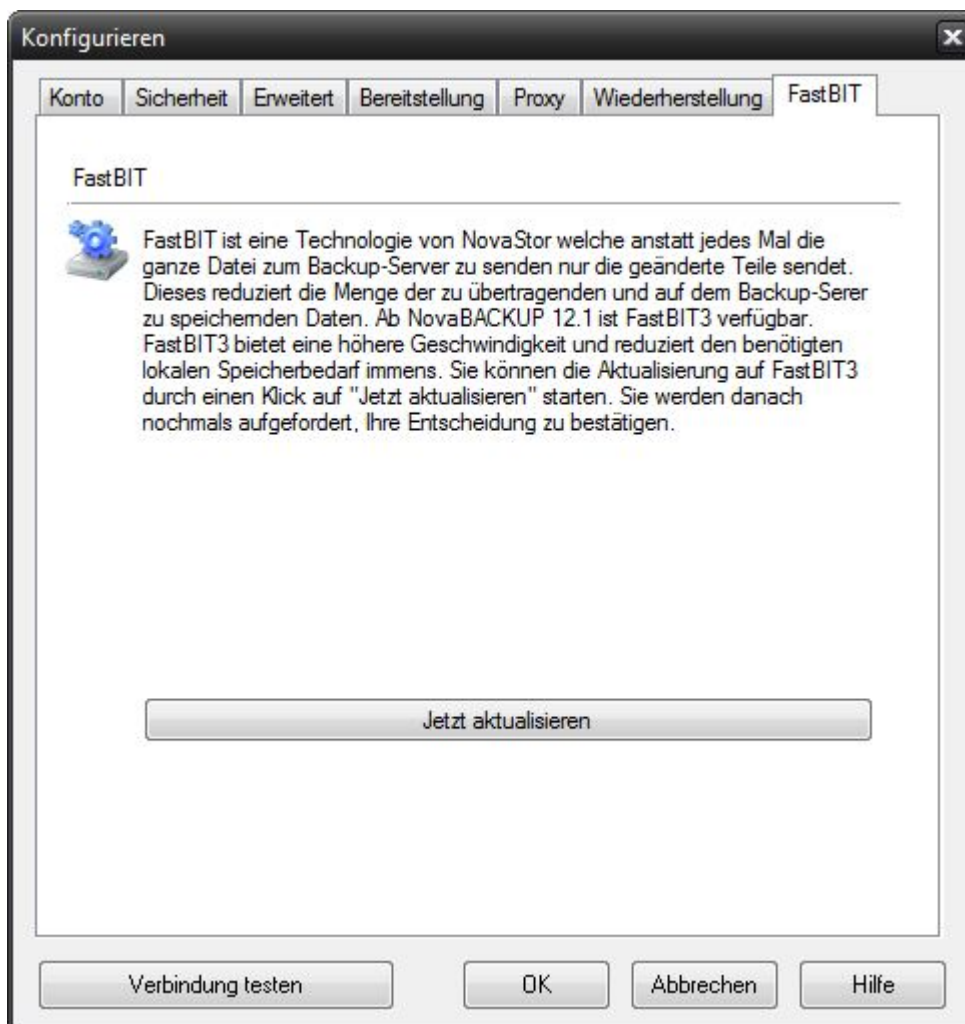 Konfigurieren
Konto Sicherheit Erweitert Bereitstellung Proxy Wiederherstellung FastBIT
FastBIT
FastBIT ist eine Technologie von NovaStor welche anstatt jedes Mal die
ganze Datei zum Backup-Server zu senden nur die geänderte Teile sendet.
Dieses reduziert die Menge der zu übertragenden und auf dem Backup-Serer
zu speichernden Daten. Ab NovaBACKUP 12.1 ist FastBIT3 verfügbar.
FastBIT3 bietet eine höhere Geschwindigkeit und reduziert den benötigten
lokalen Speicherbedarf immens. Sie können die Aktualisierung auf FastBIT3
durch einen Klick auf "Jetzt aktualisieren" starten. Sie werden danach
nochmals aufgefordert, Ihre Entscheidung zu bestätigen.
Jetzt aktualisieren
Verbindung testen OK Abbrechen Hilfe